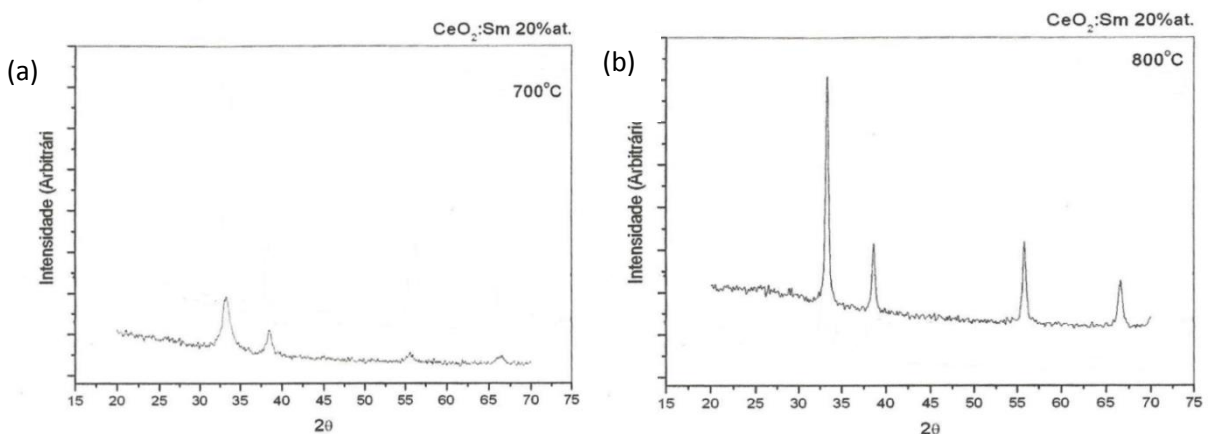 CeO₂:Sm 20%at.
(a)
700°C
Intensidade (Arbitrári
15 20 25 30 35 40 45 50 55 60 65 70 75
2θ
CeO₂:Sm 20%at.
(b)
800°C
Intensidade (Arbitrário
15 20 25 30 35 40 45 50 55 60 65 70 75
2θ